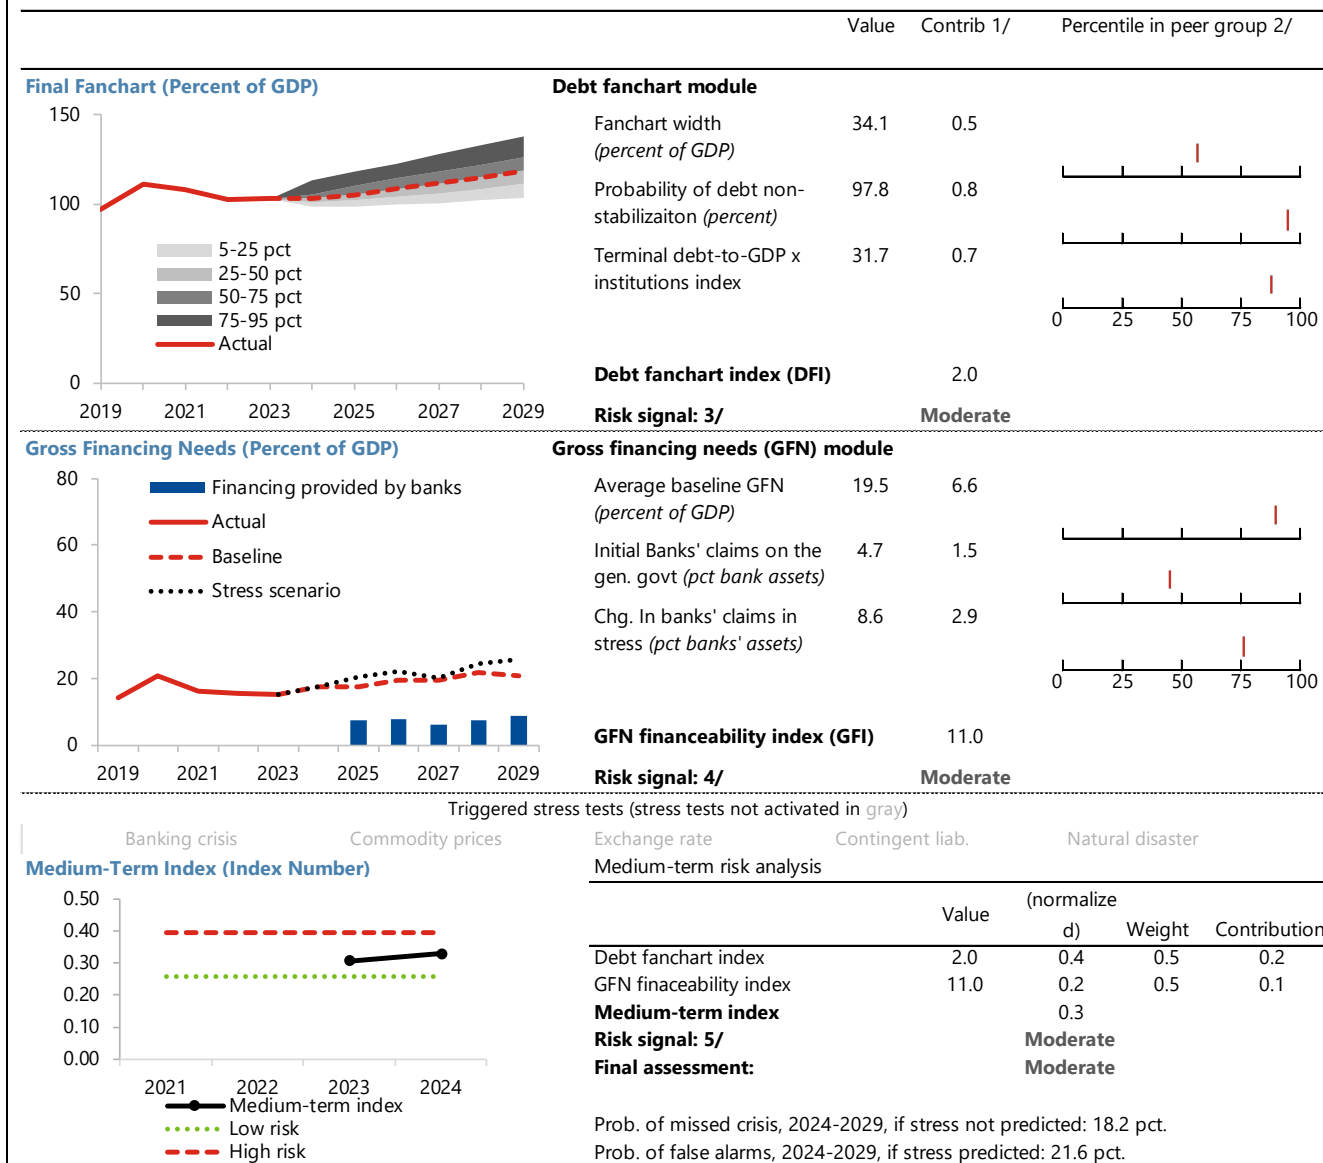 Value Contrib 1/ Percentile in peer group 2/
Final Fanchart (Percent of GDP)
150
100
50
0
5-25 pct
25-50 pct
50-75 pct
75-95 pct
Actual
2019 2021 2023 2025 2027 2029
Debt fanchart module
Fanchart width 34.1 0.5
(percent of GDP)
Probability of debt non- 97.8 0.8
stabilizaiton (percent)
Terminal debt-to-GDP x 31.7 0.7
institutions index
0 25 50 75 100
Debt fanchart index (DFI) 2.0
Risk signal: 3/ Moderate
Gross Financing Needs (Percent of GDP)
80
60
40
20
0
Financing provided by banks
Actual
Baseline
Stress scenario
2019 2021 2023 2025 2027 2029
Gross financing needs (GFN) module
Average baseline GFN 19.5 6.6
(percent of GDP)
Initial Banks' claims on the 4.7 1.5
gen. govt (pct bank assets)
Chg. In banks' claims in 8.6 2.9
stress (pct banks' assets)
0 25 50 75 100
GFN financeability index (GFI) 11.0
Risk signal: 4/ Moderate
Triggered stress tests (stress tests not activated in gray)
Banking crisis Commodity prices Exchange rate Contingent liab. Natural disaster
Medium-Term Index (Index Number)
0.50
0.40
0.30
0.20
0.10
0.00
2021 2022 2023 2024
Medium-term index
Low risk
High risk
Medium-term risk analysis
Value (normalize
d) Weight Contribution
Debt fanchart index 2.0 0.4 0.5 0.2
GFN finaceability index 11.0 0.2 0.5 0.1
Medium-term index 0.3
Risk signal: 5/ Moderate
Final assessment: Moderate
Prob. of missed crisis, 2024-2029, if stress not predicted: 18.2 pct.
Prob. of false alarms, 2024-2029, if stress predicted: 21.6 pct.